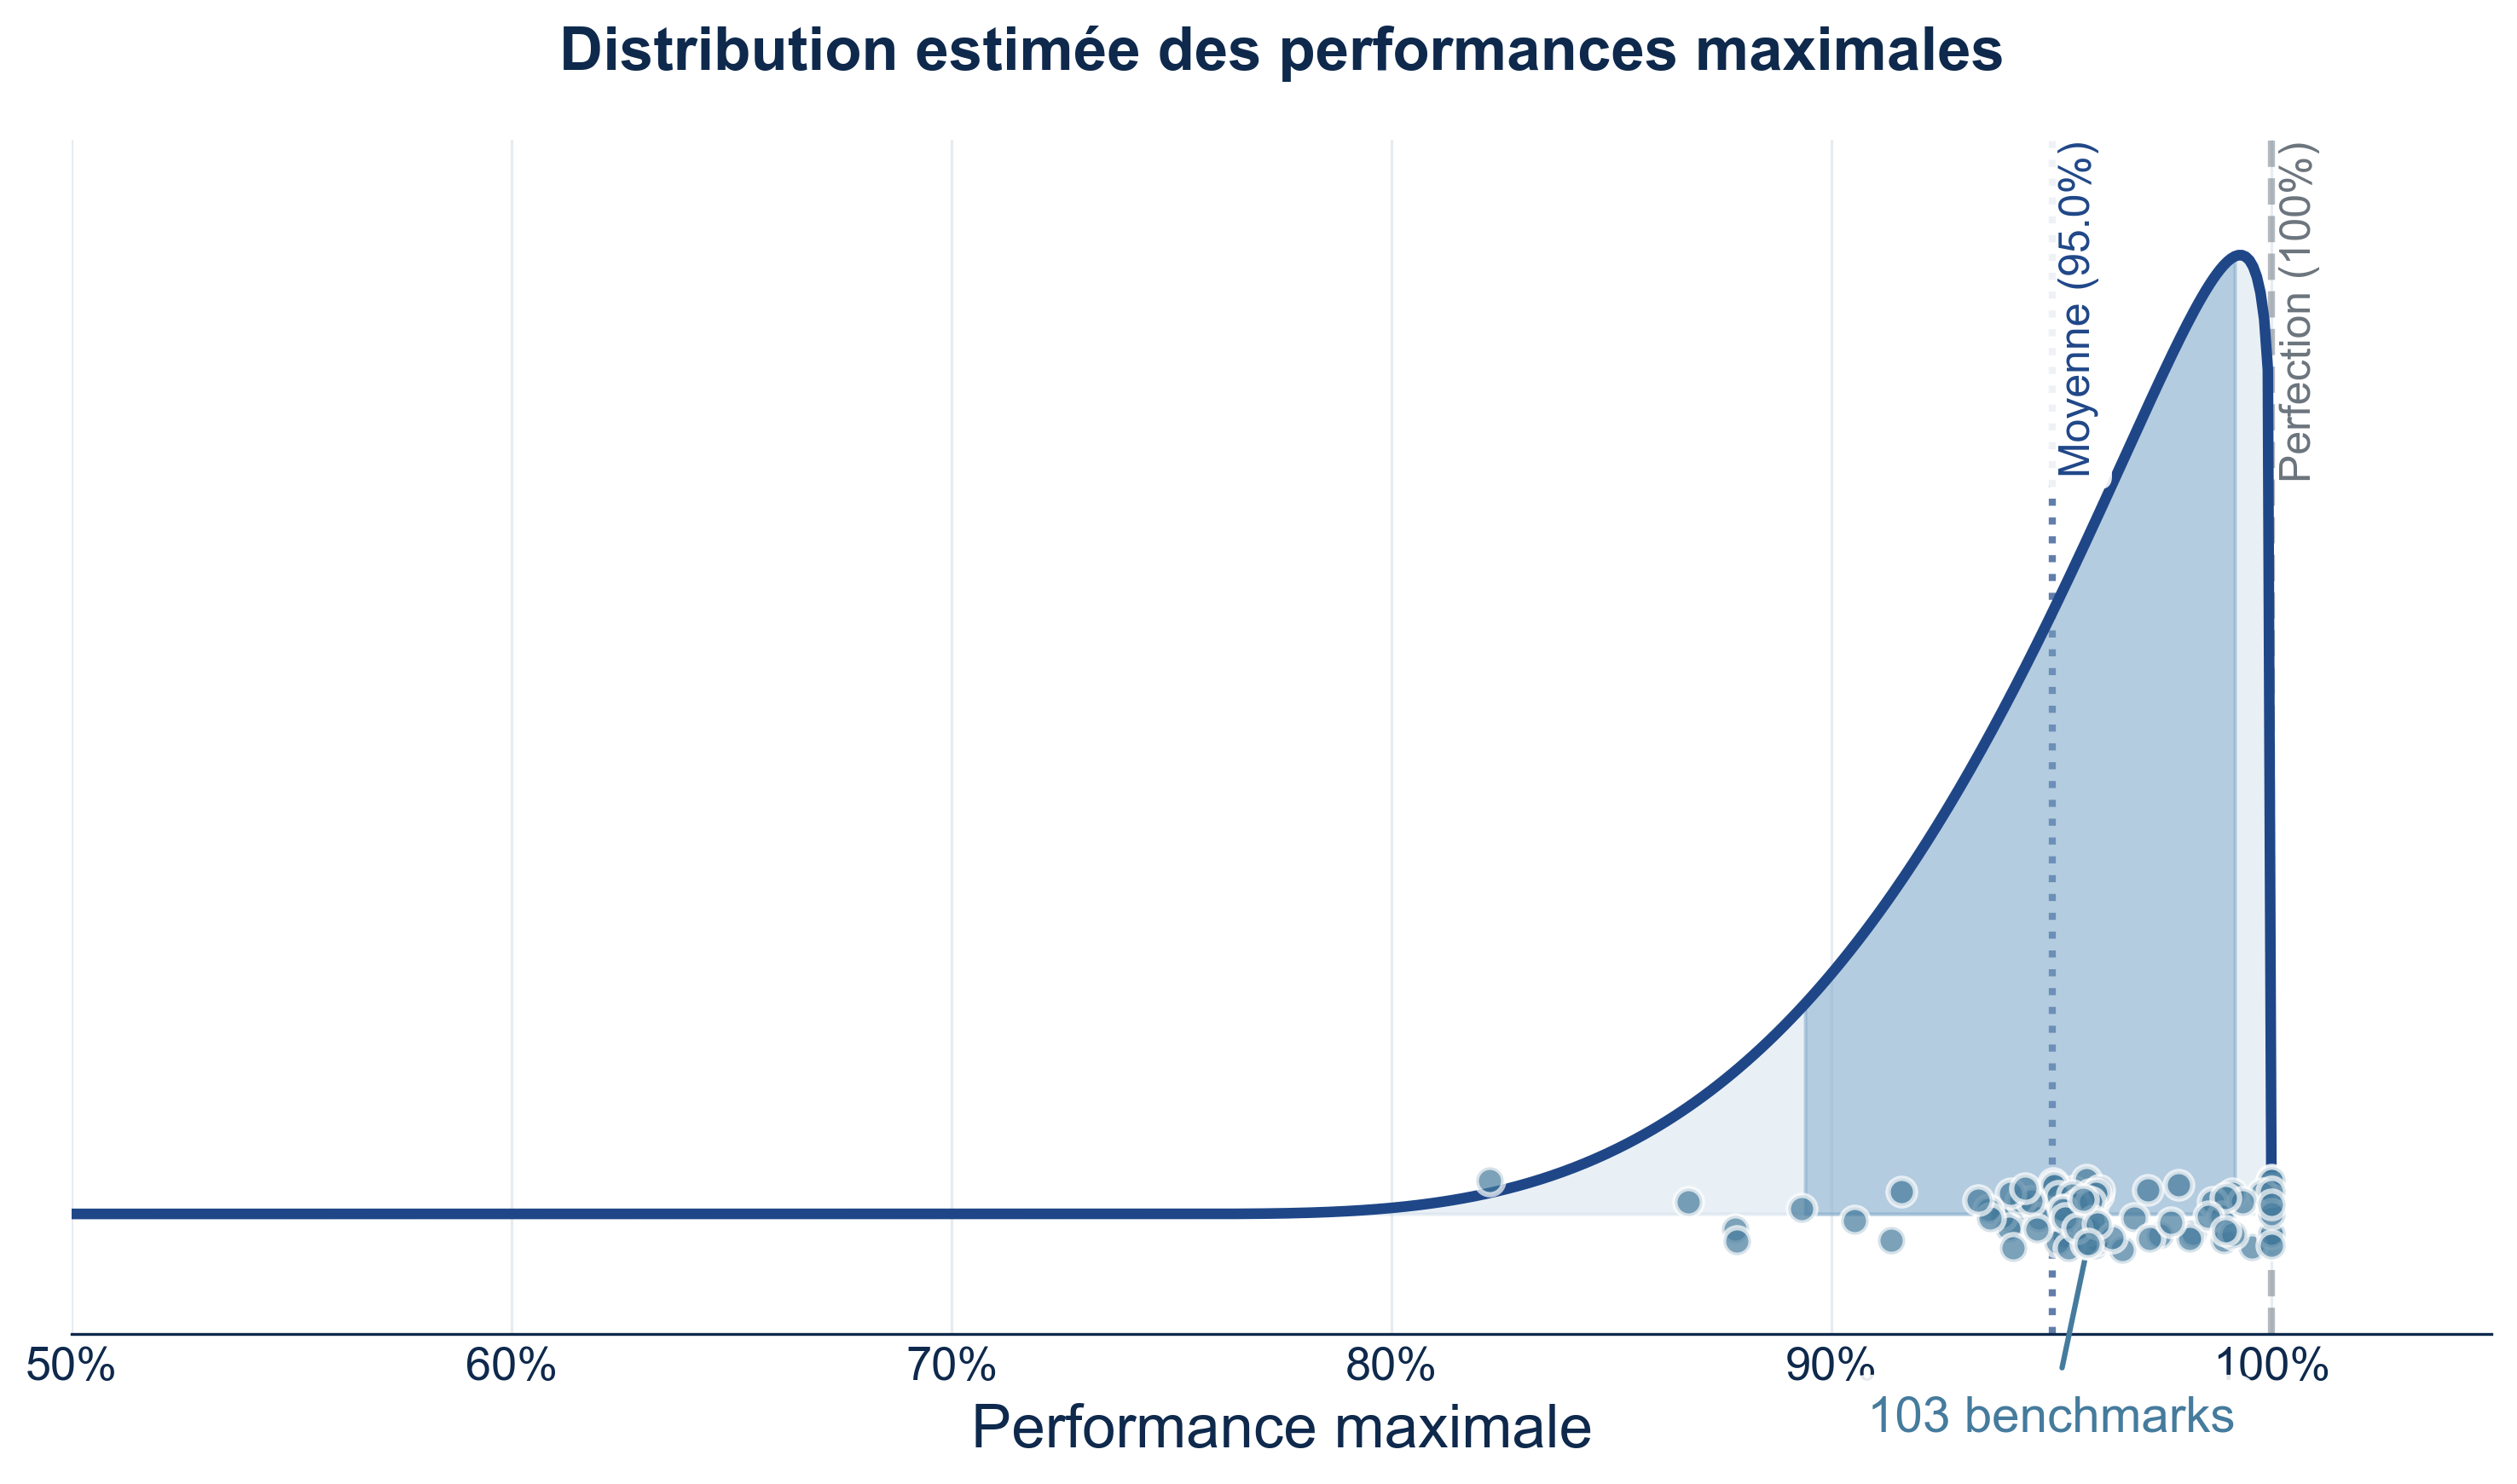 Distribution estimée des performances maximales
Moyenne (95.0%)
Perfection (100%)
50%
60%
70%
80%
90%
100%
Performance maximale
103 benchmarks